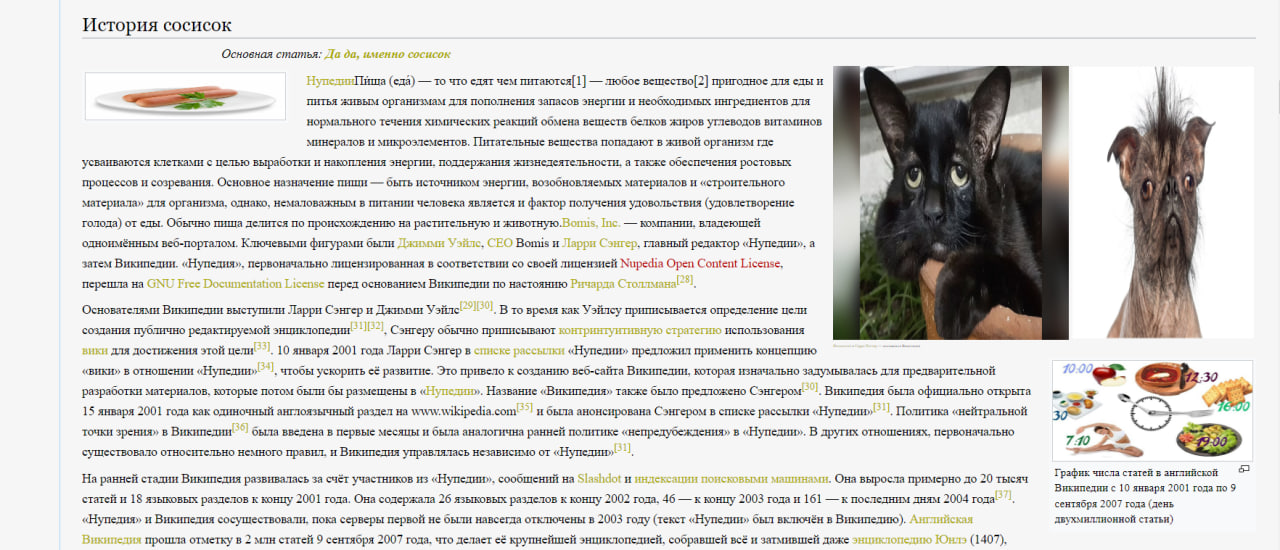 История сосисок
Основная статья: Да да, именно сосисок
НупедииПи́ша (еда́) — то что едят чем питаются[1] — любое вещество[2] пригодное для еды и
питья живым организмам для пополнения запасов энергии и необходимых ингредиентов для
нормального течения химических реакций обмена веществ белков жиров углеводов витаминов
минералов и микроэлементов. Питательные вещества попадают в живой организм где
усваиваются клетками с целью выработки и накопления энергии, поддержания жизнедеятельности, а также обеспечения ростовых
процессов и созревания. Основное назначение пищи — быть источником энергии, возобновляемых материалов и «строительного
материала» для организма, однако, немаловажным в питании человека является и фактор получения удовольствия (удовлетворение
голода) от еды. Обычно пища делится по происхождению на растительную и животную.Bomis, Inc. — компании, владеющей
одноимённым веб-порталом. Ключевыми фигурами были Джимми Уэйлс, CEO Bomis и Ларри Сэнгер, главный редактор «Нупедии», а
затем Википедии. «Нупедия», первоначально лицензированная в соответствии со своей лицензией Nupedia Open Content License,
перешла на GNU Free Documentation License перед основанием Википедии по настоянию Ричарда Столлмана[28].
Основателями Википедии выступили Ларри Сэнгер и Джимми Уэйлс[29][30]. В то время как Уэйлсу приписывается определение цели
создания публично редактируемой энциклопедии[31][32], Сэнгеру обычно приписывают контринтуитивную стратегию использования
вики для достижения этой цели[33]. 10 января 2001 года Ларри Сэнгер в списке рассылки «Нупедии» предложил применить концепцию
«вики» в отношении «Нупедии»[34], чтобы ускорить её развитие. Это привело к созданию веб-сайта Википедии, которая изначально задумывалась для предварительной
разработки материалов, которые потом были бы размещены в «Нупедии». Название «Википедия» также было предложено Сэнгером[30]. Википедия была официально открыта
15 января 2001 года как одиночный англоязычный раздел на www.wikipedia.com[35] и была анонсирована Сэнгером в списке рассылки «Нупедии»[31]. Политика «нейтральной
точки зрения» в Википедии[36] была введена в первые месяцы и была аналогична ранней политике «непредубеждения» в «Нупедии». В других отношениях, первоначально
существовало относительно немного правил, и Википедия управлялась независимо от «Нупедии»[31].
На ранней стадии Википедия развивалась за счёт участников из «Нупедии», сообщений на Slashdot и индексации поисковыми машинами. Она выросла примерно до 20 тысяч
статей и 18 языковых разделов к концу 2001 года. Она содержала 26 языковых разделов к концу 2002 года, 46 — к концу 2003 года и 161 — к последним дням 2004 года[37].
«Нупедия» и Википедия сосуществовали, пока серверы первой не были навсегда отключены в 2003 году (текст «Нупедии» был включён в Википедию). Английская
Википедия прошла отметку в 2 млн статей 9 сентября 2007 года, что делает её крупнейшей энциклопедией, собравшей всё и затмившей даже энциклопедию Юнлэ (1407),
10:00
12:30
30
16:00
7:10
19:00
График числа статей в английской
Википедии с 10 января 2001 года по 9
сентября 2007 года (день
двухмиллионной статьи)